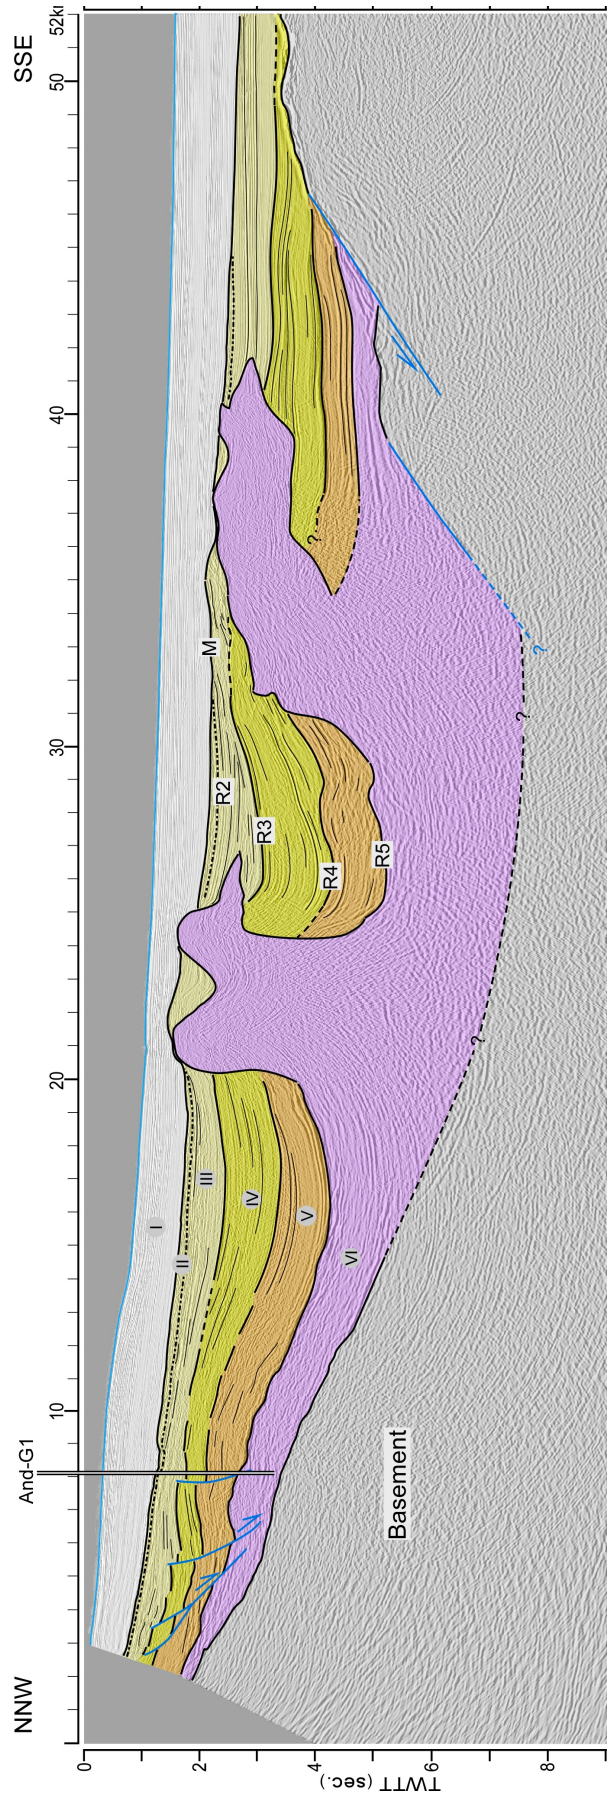 NNW
And-G1
SSE
10
20
30
40
50
52kı
0
2
4
6
8
TWTT (sec.)
I
II
III
IV
V
VI
R2
M
R3
R4
R5
?
?
?
?
Basement